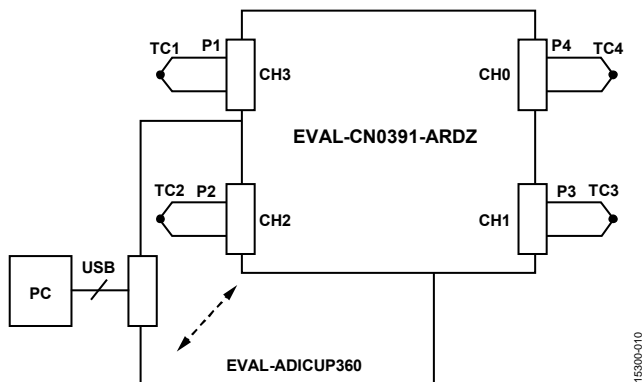 TC1
P1
CH3
P4
TC4
CH0
EVAL-CN0391-ARDZ
TC2
P2
CH2
P3
TC3
CH1
USB
PC
EVAL-ADICUP360
15300-010